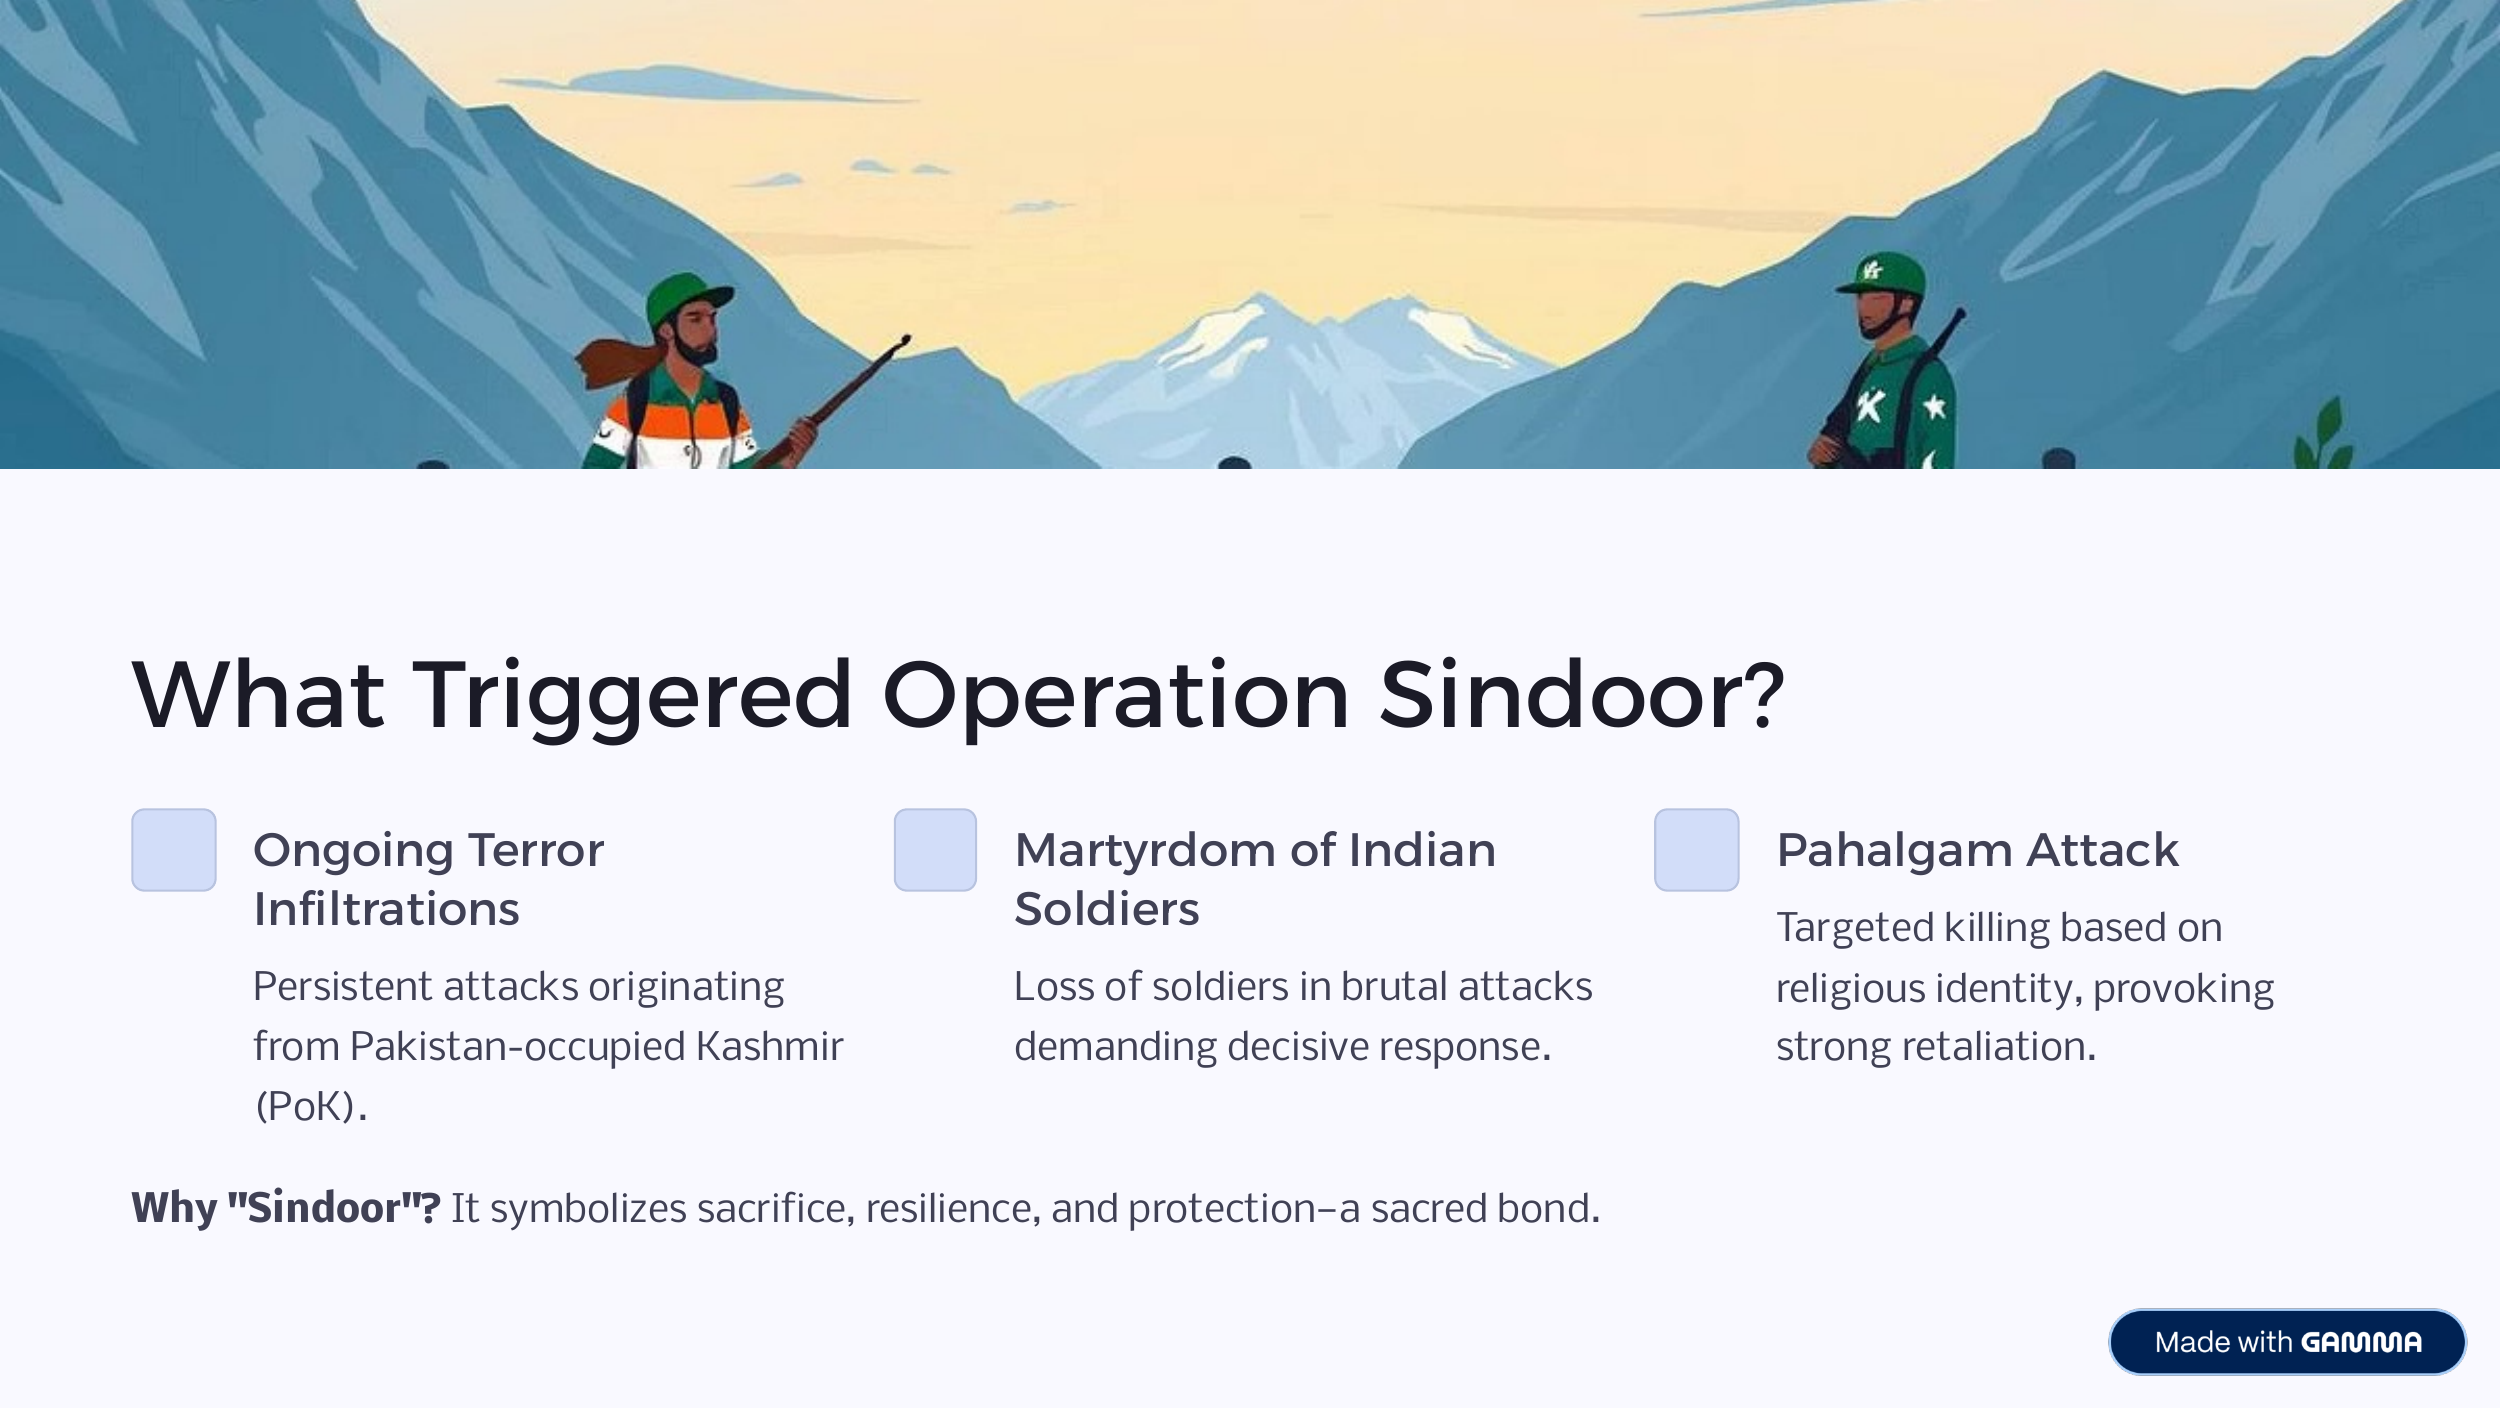 What Triggered Operation Sindoor?
Ongoing Terror
Infiltrations
Persistent attacks originating
from Pakistan-occupied Kashmir
(PoK).
Martyrdom of Indian
Soldiers
Loss of soldiers in brutal attacks
demanding decisive response.
Pahalgam Attack
Targeted killing based on
religious identity, provoking
strong retaliation.
Why "Sindoor"? It symbolizes sacrifice, resilience, and protection—a sacred bond.
Made with GAMMA